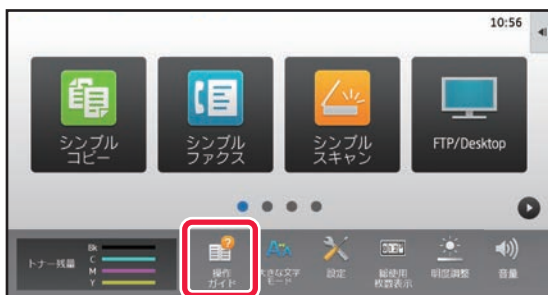 10:56
シンプル
コピー
シンプル
ファクス
シンプル
スキャン
FTP/Desktop
トナー残量
Bk
C
M
Y
操作
ガイド
大きな文字
モード
設定
総使用
枚数表示
明度調整
音量